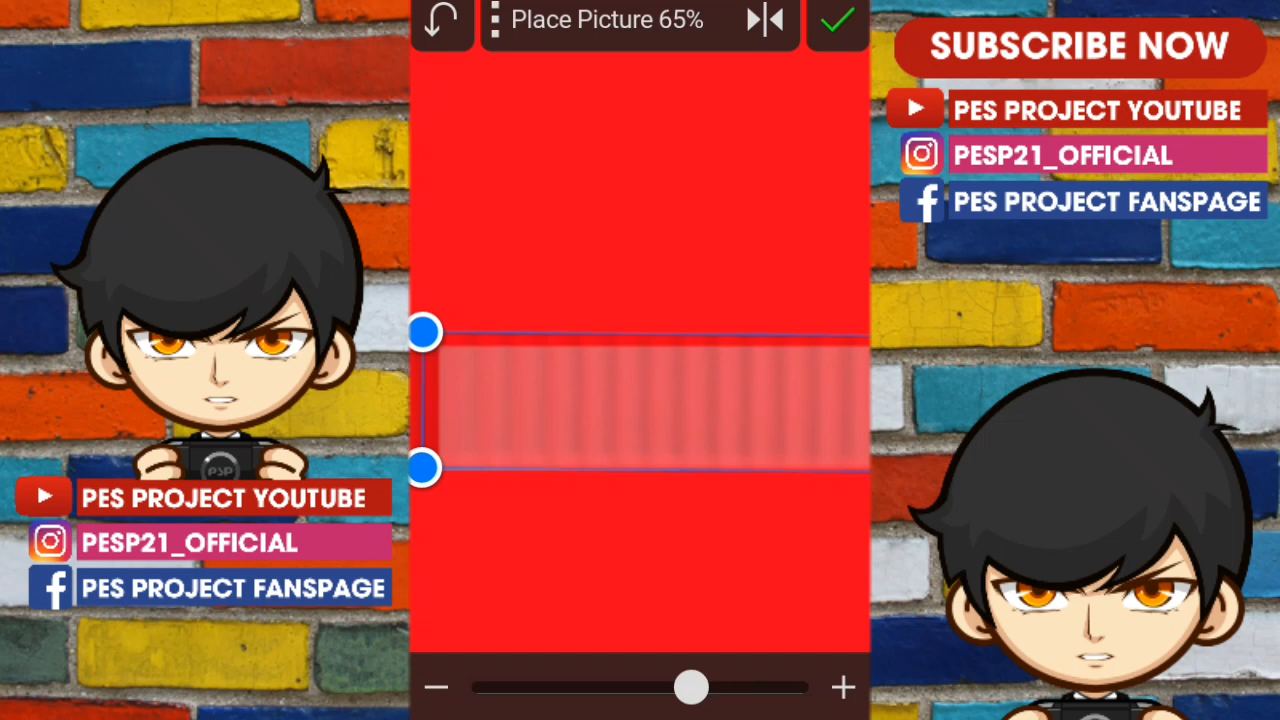 Place Picture 65%
SUBSCRIBE NOW
PES PROJECT YOUTUBE
PESP21_OFFICIAL
PES PROJECT FANSPAGE
PSP
PES PROJECT YOUTUBE
PESP21_OFFICIAL
PES PROJECT FANSPAGE